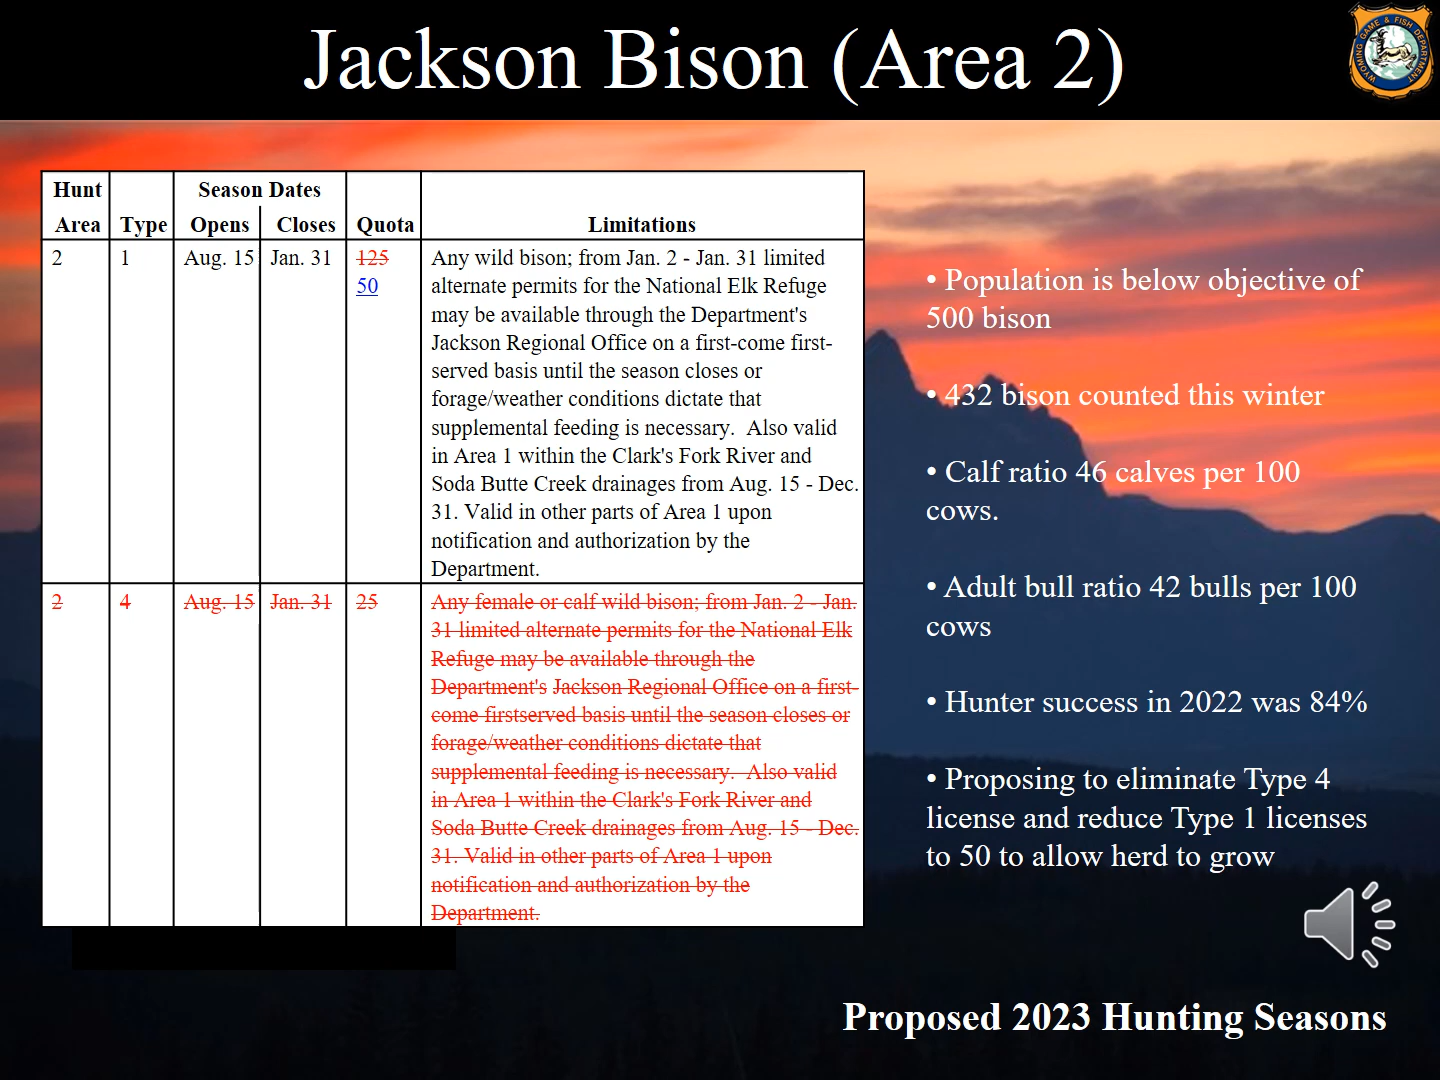 Jackson Bison (Area 2)
WYOMING GAME & FISH DEPARTMENT
Hunt Season Dates
Area Type Opens Closes Quota Limitations
2 1 Aug. 15 Jan. 31 125 Any wild bison; from Jan. 2 - Jan. 31 limited
50 alternate permits for the National Elk Refuge
may be available through the Department's
Jackson Regional Office on a first-come first-
served basis until the season closes or
forage/weather conditions dictate that
supplemental feeding is necessary.  Also valid
in Area 1 within the Clark's Fork River and
Soda Butte Creek drainages from Aug. 15 - Dec.
31. Valid in other parts of Area 1 upon
notification and authorization by the
Department.
2 4 Aug. 15 Jan. 31 25 Any female or calf wild bison; from Jan. 2 - Jan.
31 limited alternate permits for the National Elk
Refuge may be available through the
Department's Jackson Regional Office on a first-
come firstserved basis until the season closes or
forage/weather conditions dictate that
supplemental feeding is necessary.  Also valid
in Area 1 within the Clark's Fork River and
Soda Butte Creek drainages from Aug. 15 - Dec.
31. Valid in other parts of Area 1 upon
notification and authorization by the
Department.
• Population is below objective of
500 bison
• 432 bison counted this winter
• Calf ratio 46 calves per 100
cows.
• Adult bull ratio 42 bulls per 100
cows
• Hunter success in 2022 was 84%
• Proposing to eliminate Type 4
license and reduce Type 1 licenses
to 50 to allow herd to grow
Proposed 2023 Hunting Seasons